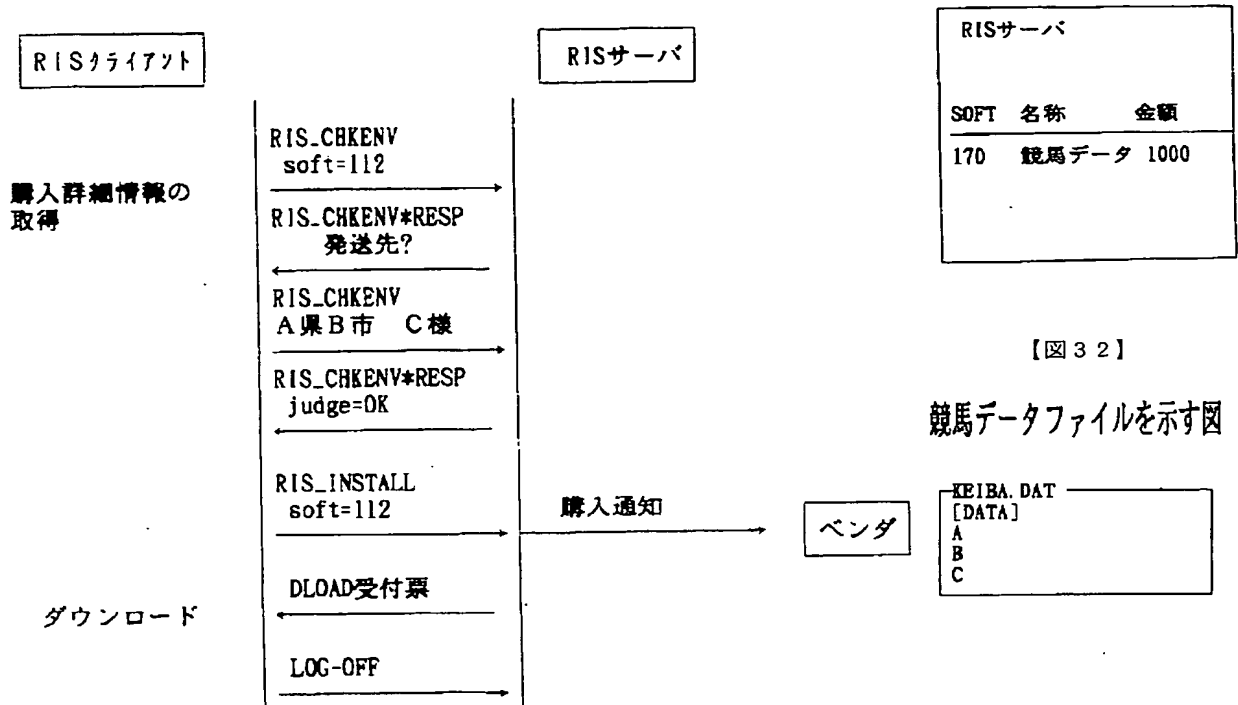 RISクライアント
RISサーバ
購入詳細情報の
取得
RIS_CHKENV
soft=112
RIS_CHKENV*RESP
発送先?
RIS_CHKENV
A県B市 C様
RIS_CHKENV*RESP
judge=OK
RIS_INSTALL
soft=112
購入通知
ベンダ
DLOAD受付票
ダウンロード
LOG-OFF
RISサーバ
SOFT 名称 金額
170 競馬データ 1000
【図32】
競馬データファイルを示す図
KEIBA.DAT
[DATA]
A
B
C